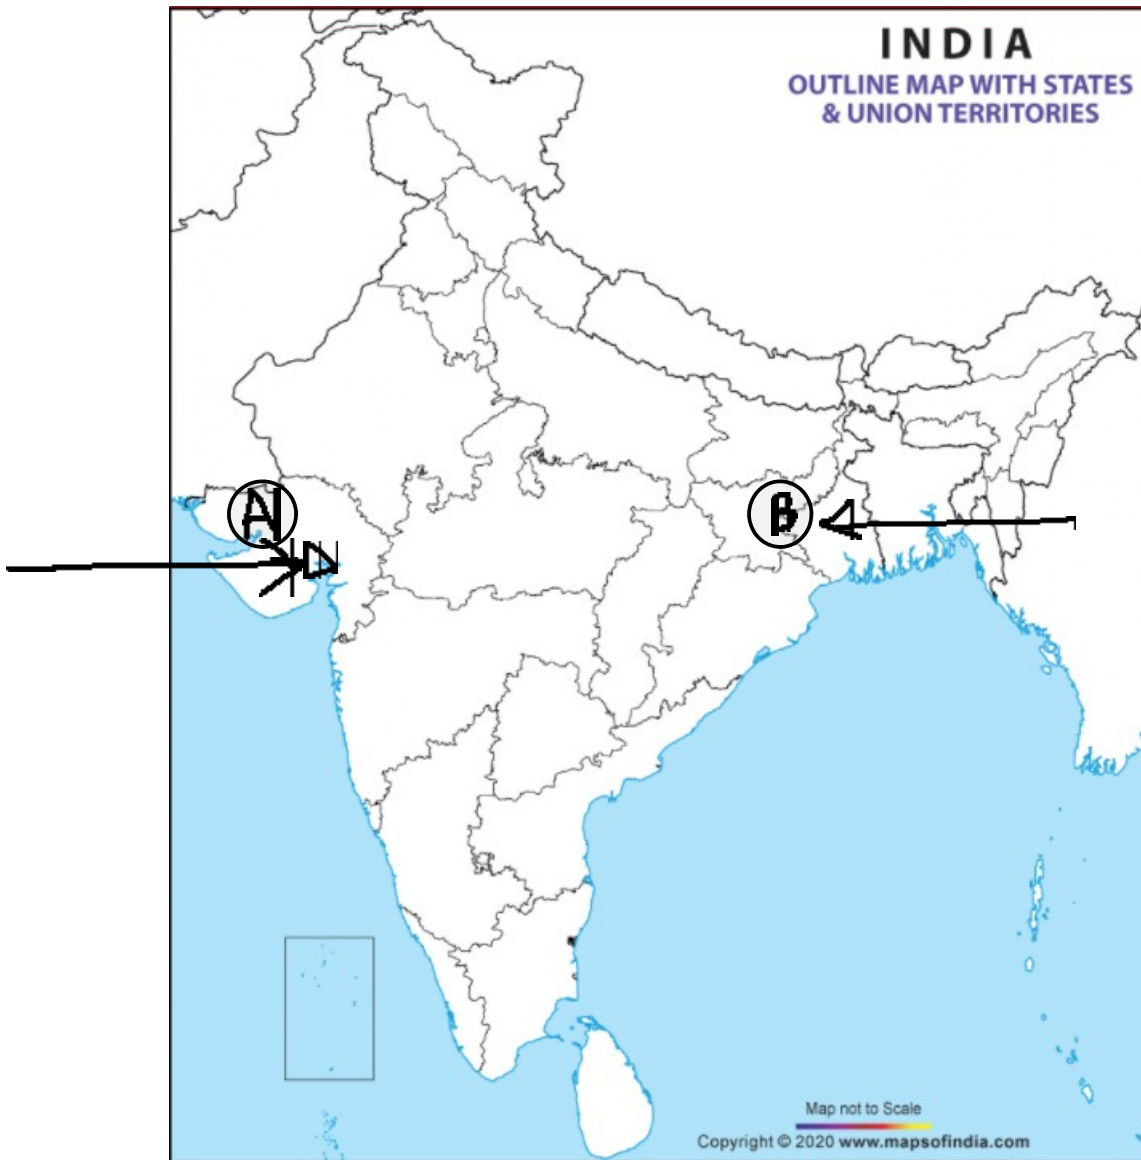 INDIA
OUTLINE MAP WITH STATES
& UNION TERRITORIES
A
B
Map not to Scale
Copyright © 2020 www.mapsofindia.com